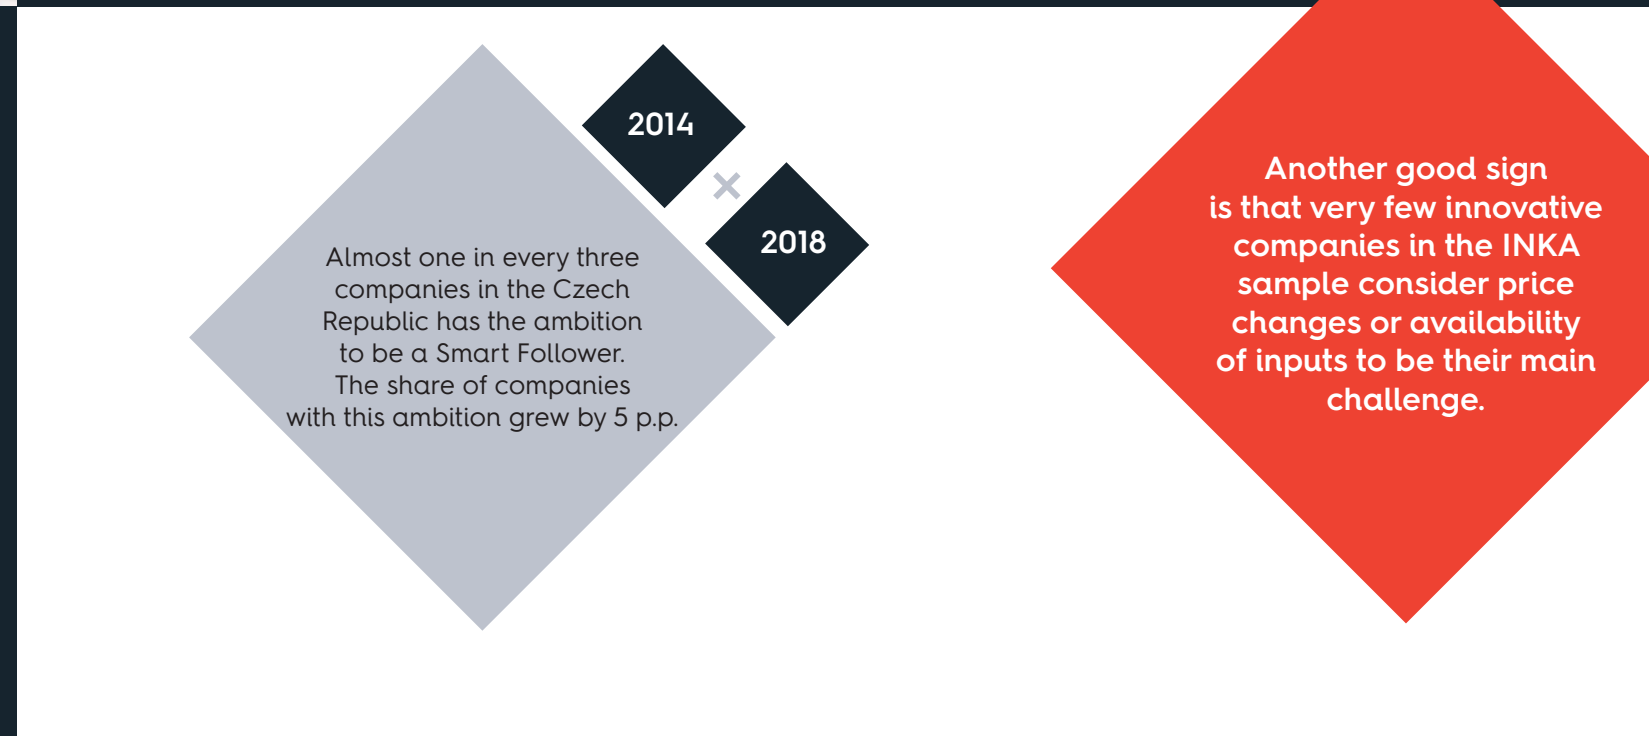 2014
×
2018
Almost one in every three
companies in the Czech
Republic has the ambition
to be a Smart Follower.
The share of companies
with this ambition grew by 5 p.p.
Another good sign
is that very few innovative
companies in the INKA
sample consider price
changes or availability
of inputs to be their main
challenge.